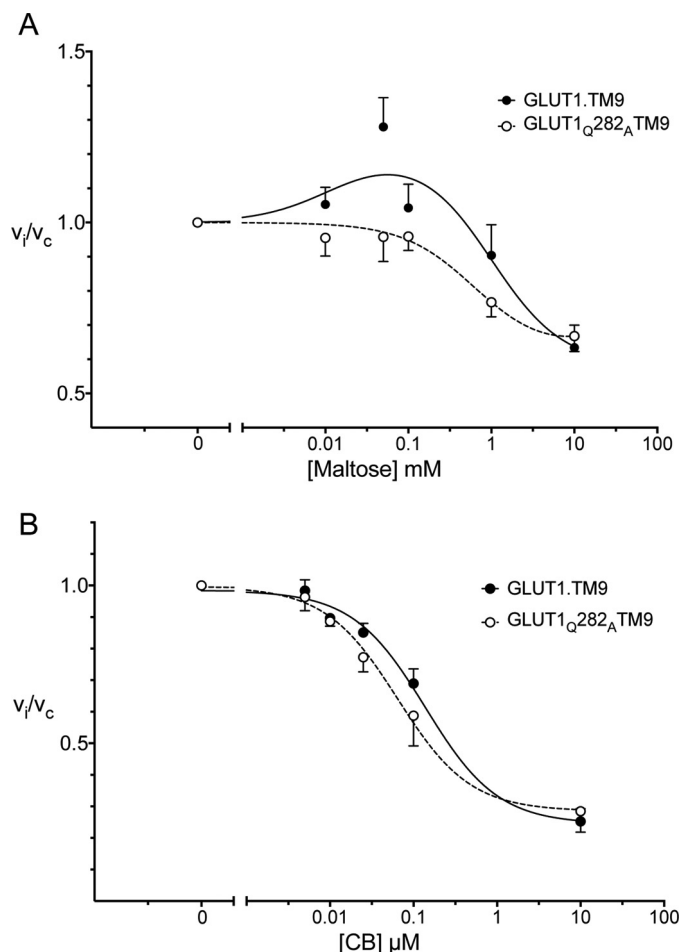 A
1.5
1.0
0.5
vi/vc
GLUT1.TM9
GLUT1Q282ATM9
0
0.01
0.1
1
10
100
[Maltose] mM
B
1.0
0.5
vi/vc
GLUT1.TM9
GLUT1Q282ATM9
0
0.01
0.1
1
10
100
[CB] µM